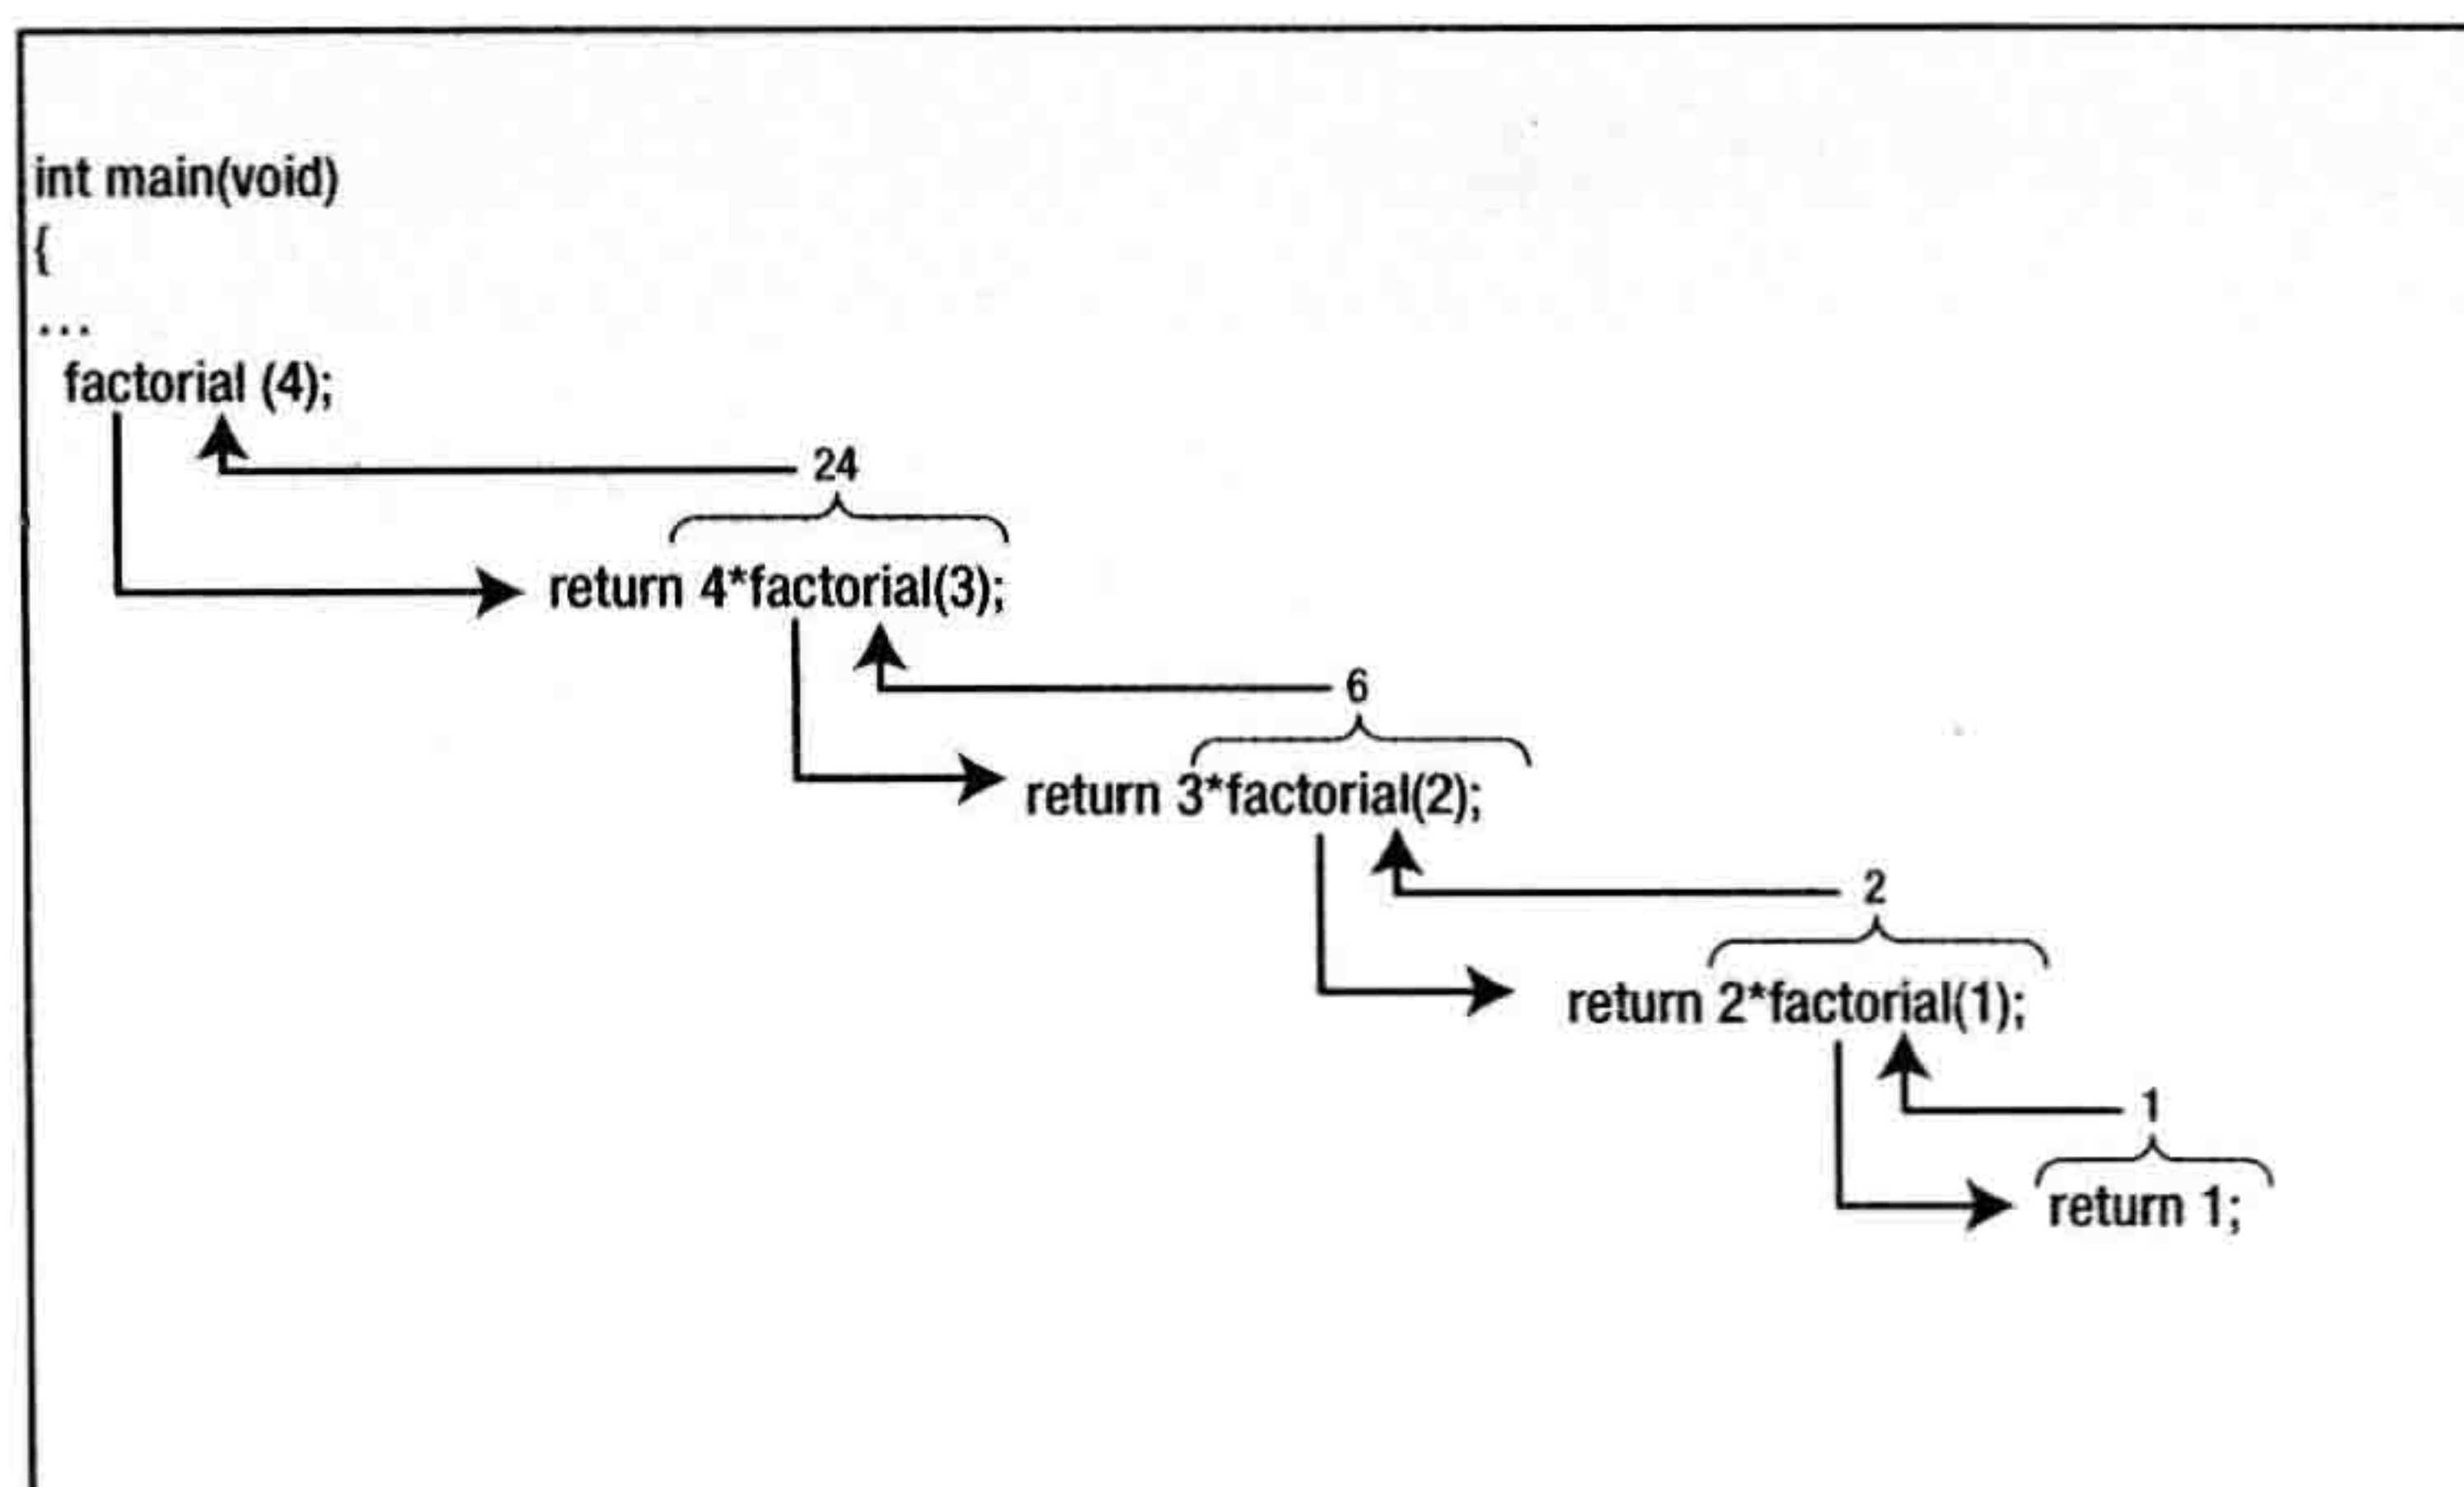 int main(void)
{
...
factorial (4);
24
return 4*factorial(3);
6
return 3*factorial(2);
2
return 2*factorial(1);
1
return 1;